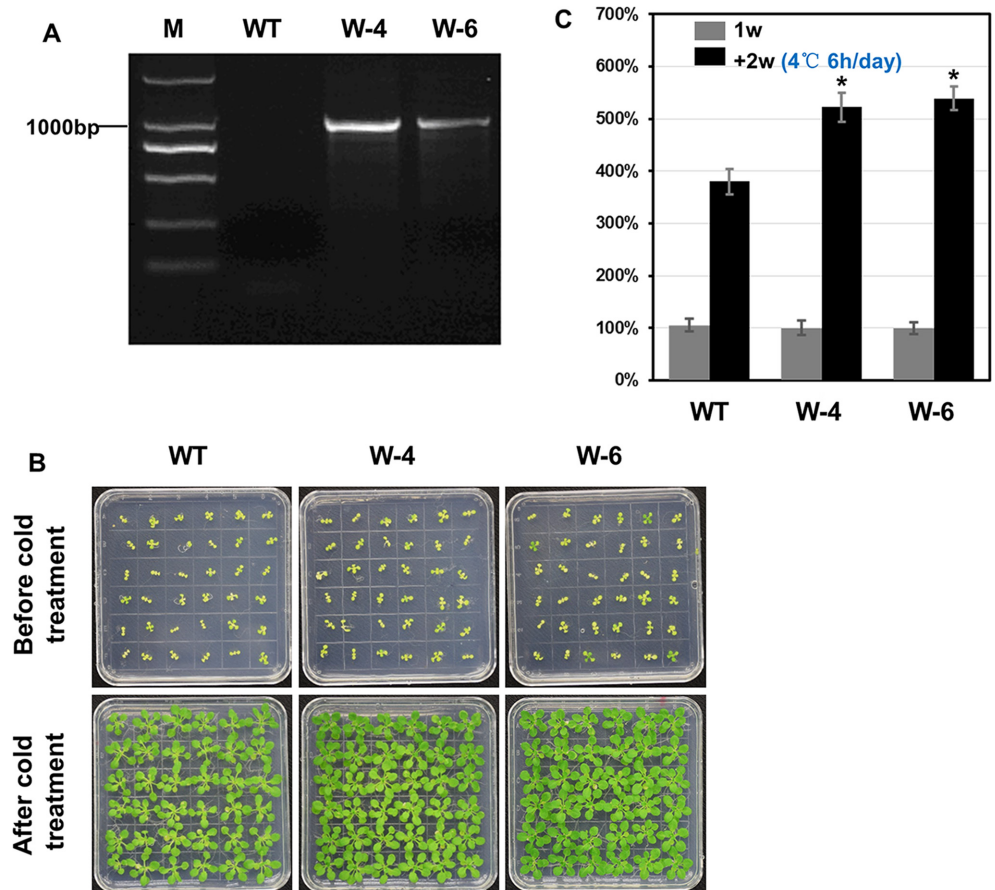 A
M WT W-4 W-6
1000bp
C
700%
600%
500%
400%
300%
200%
100%
0%
1w
+2w (4℃ 6h/day)
*
*
WT W-4 W-6
B
WT W-4 W-6
Before cold
treatment
After cold
treatment